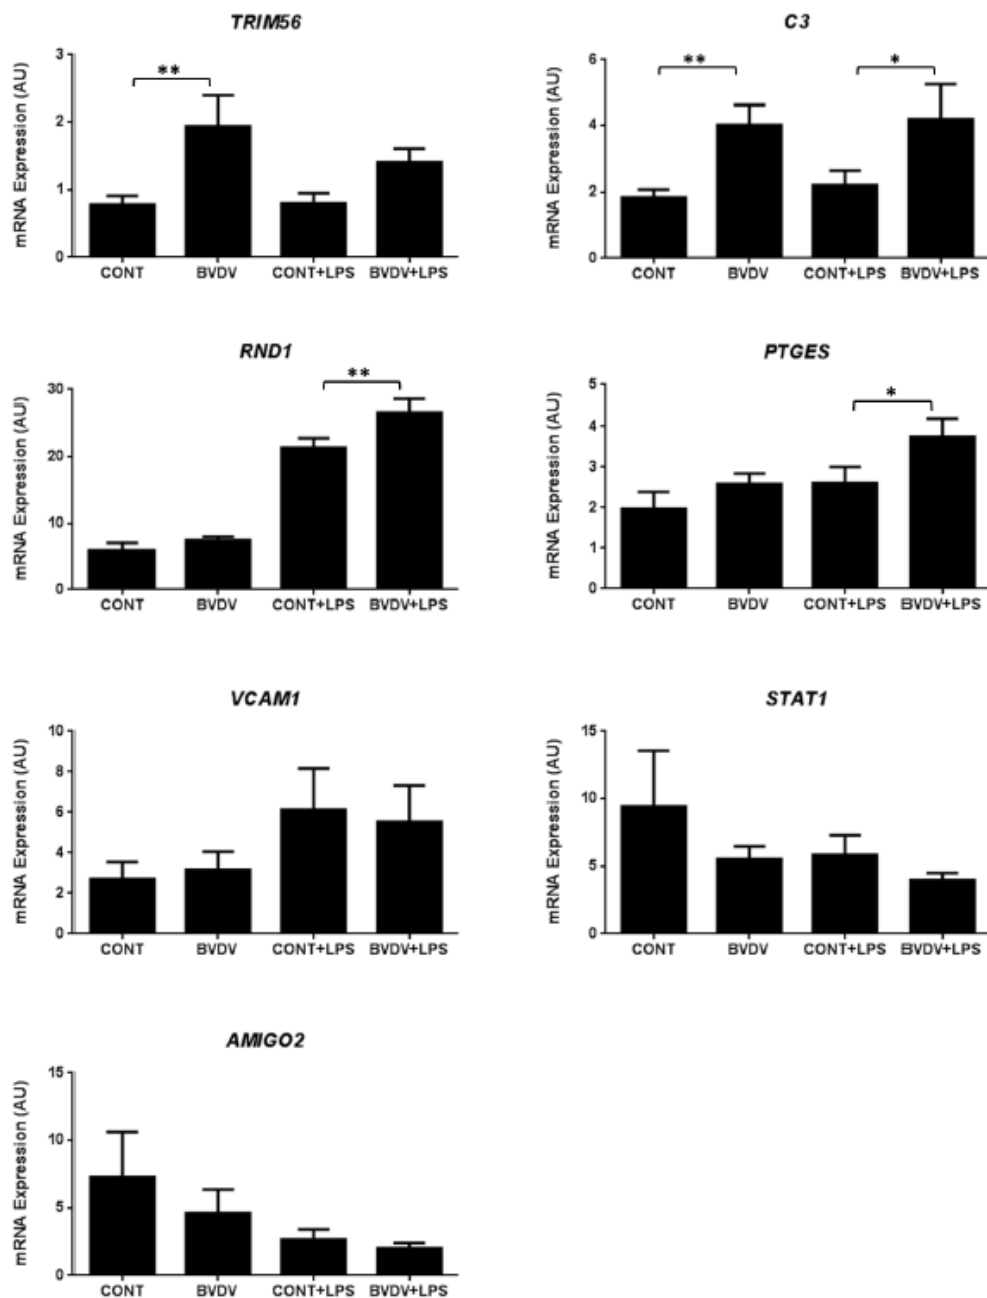 TRIM56
mRNA Expression (AU)
3
2
1
0
**
CONT BVDV CONT+LPS BVDV+LPS
C3
mRNA Expression (AU)
6
4
2
0
**
*
CONT BVDV CONT+LPS BVDV+LPS
RND1
mRNA Expression (AU)
30
20
10
0
**
CONT BVDV CONT+LPS BVDV+LPS
PTGES
mRNA Expression (AU)
5
4
3
2
1
0
*
CONT BVDV CONT+LPS BVDV+LPS
VCAM1
mRNA Expression (AU)
10
8
6
4
2
0
CONT BVDV CONT+LPS BVDV+LPS
STAT1
mRNA Expression (AU)
15
10
5
0
CONT BVDV CONT+LPS BVDV+LPS
AMIGO2
mRNA Expression (AU)
15
10
5
0
CONT BVDV CONT+LPS BVDV+LPS